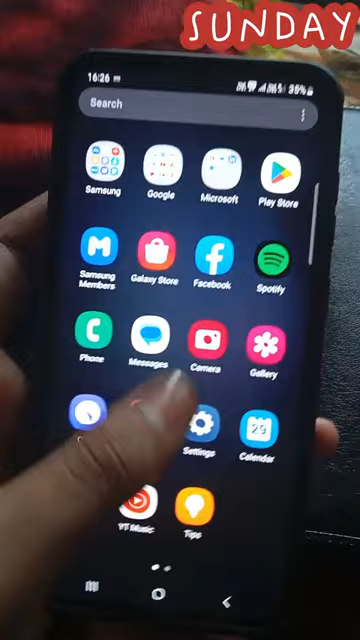 SUNDAY
16:26
35%
Search
Samsung
Google
Microsoft
Play Store
Samsung
Members
Galaxy Store
Facebook
Spotify
Phone
Messages
Camera
Gallery
Settings
29
Calendar
YT Music
Tips